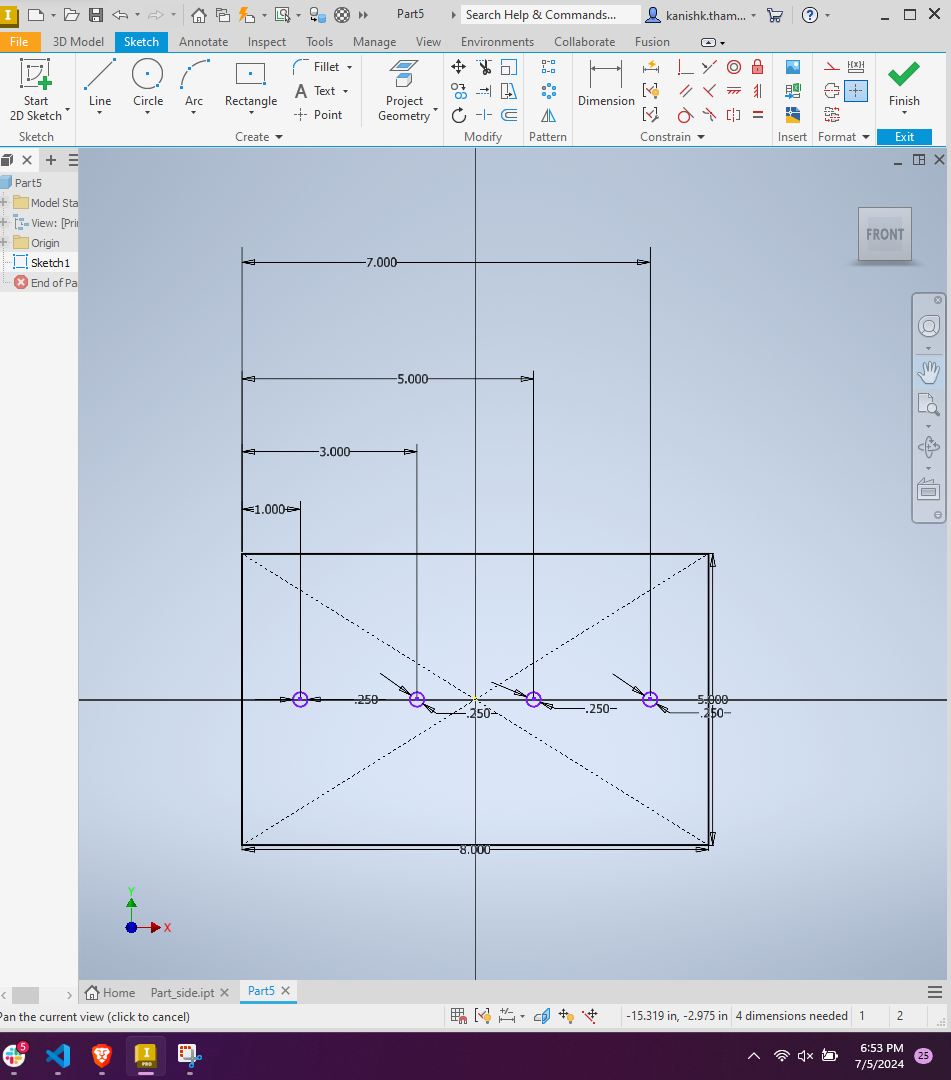 Part5
Search Help & Commands...
kanishk.tham...
File 3D Model Sketch Annotate Inspect Tools Manage View Environments Collaborate Fusion
Start
2D Sketch
Line
Circle
Arc
Rectangle
Fillet
Text
Point
Project
Geometry
Dimension
Finish
Sketch
Create
Modify
Pattern
Constrain
Insert
Format
Exit
Part5
Model Sta
View: [Pri
Origin
Sketch1
End of Pa
FRONT
7.000
5.000
3.000
1.000
.250
.250
.250
5.000
.250
8.000
Y
X
Home
Part_side.ipt
Part5
Pan the current view (click to cancel)
-15.319 in, -2.975 in
4 dimensions needed
1
2
5
I
PRO
6:53 PM
7/5/2024
25